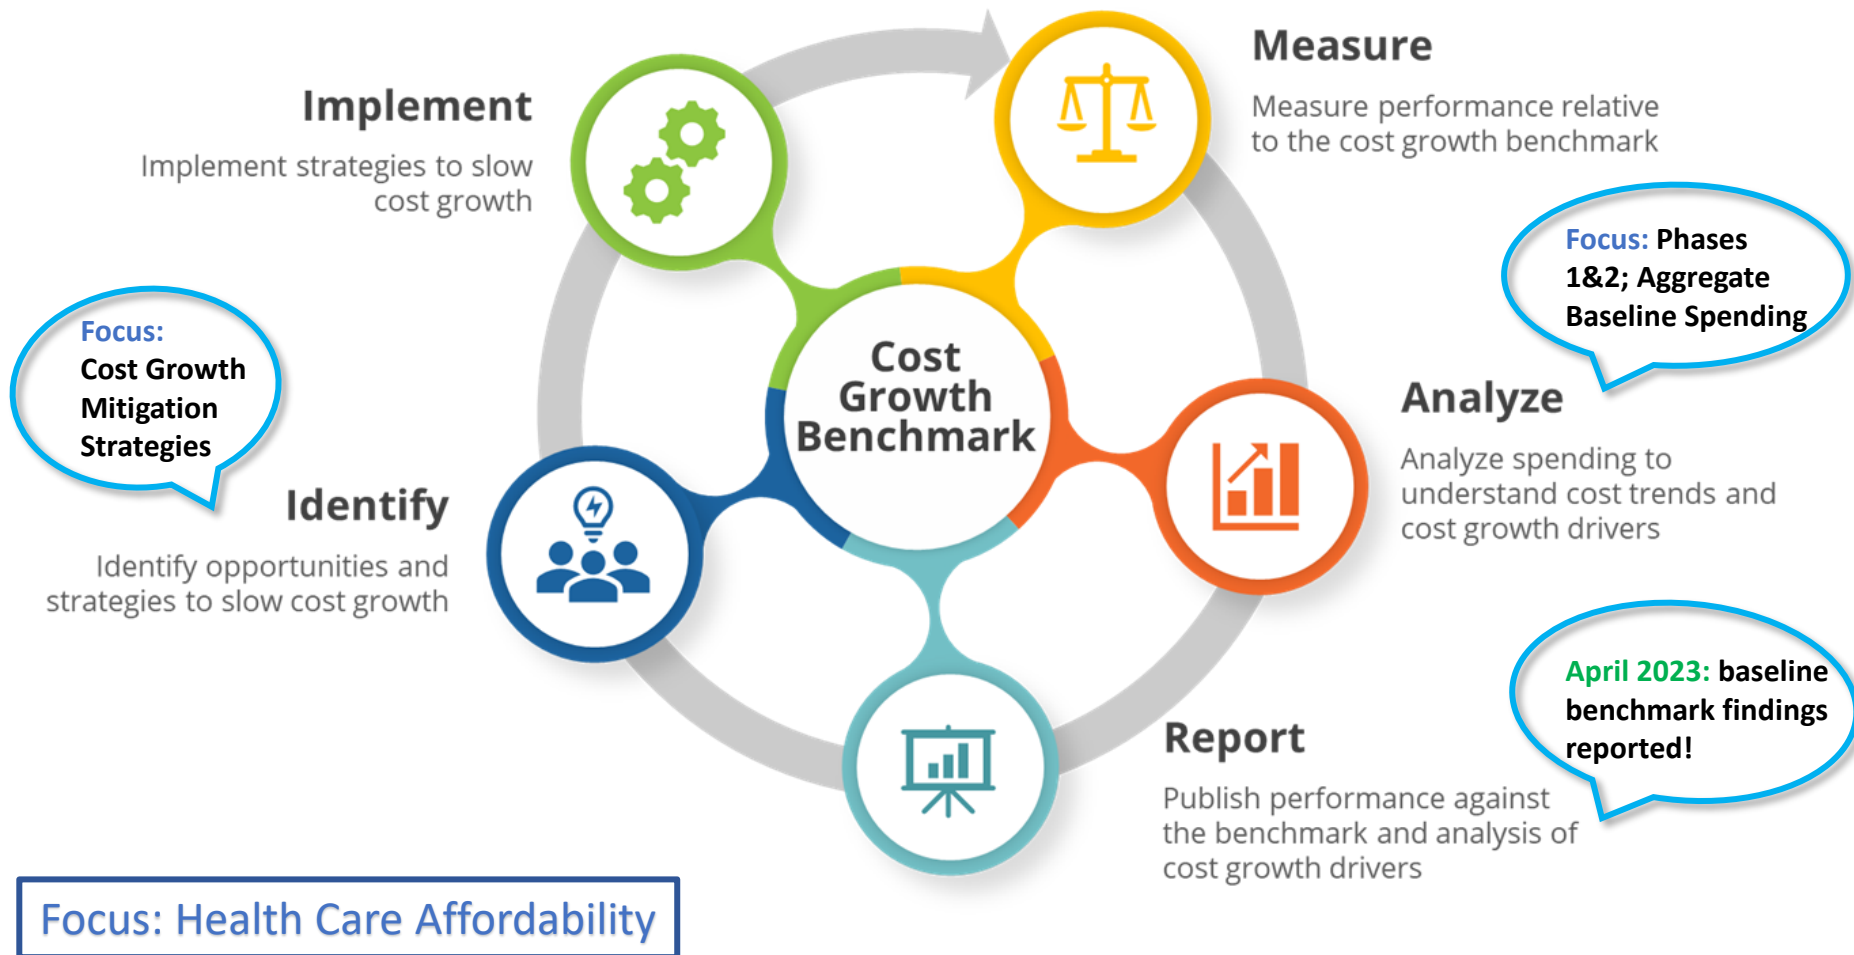 Measure
Measure performance relative
to the cost growth benchmark
Implement
Implement strategies to slow
cost growth
Focus: Phases
1&2; Aggregate
Baseline Spending
Focus:
Cost Growth
Mitigation
Strategies
Cost
Growth
Benchmark
Analyze
Analyze spending to
understand cost trends and
cost growth drivers
Identify
Identify opportunities and
strategies to slow cost growth
April 2023: baseline
benchmark findings
reported!
Report
Publish performance against
the benchmark and analysis of
cost growth drivers
Focus: Health Care Affordability